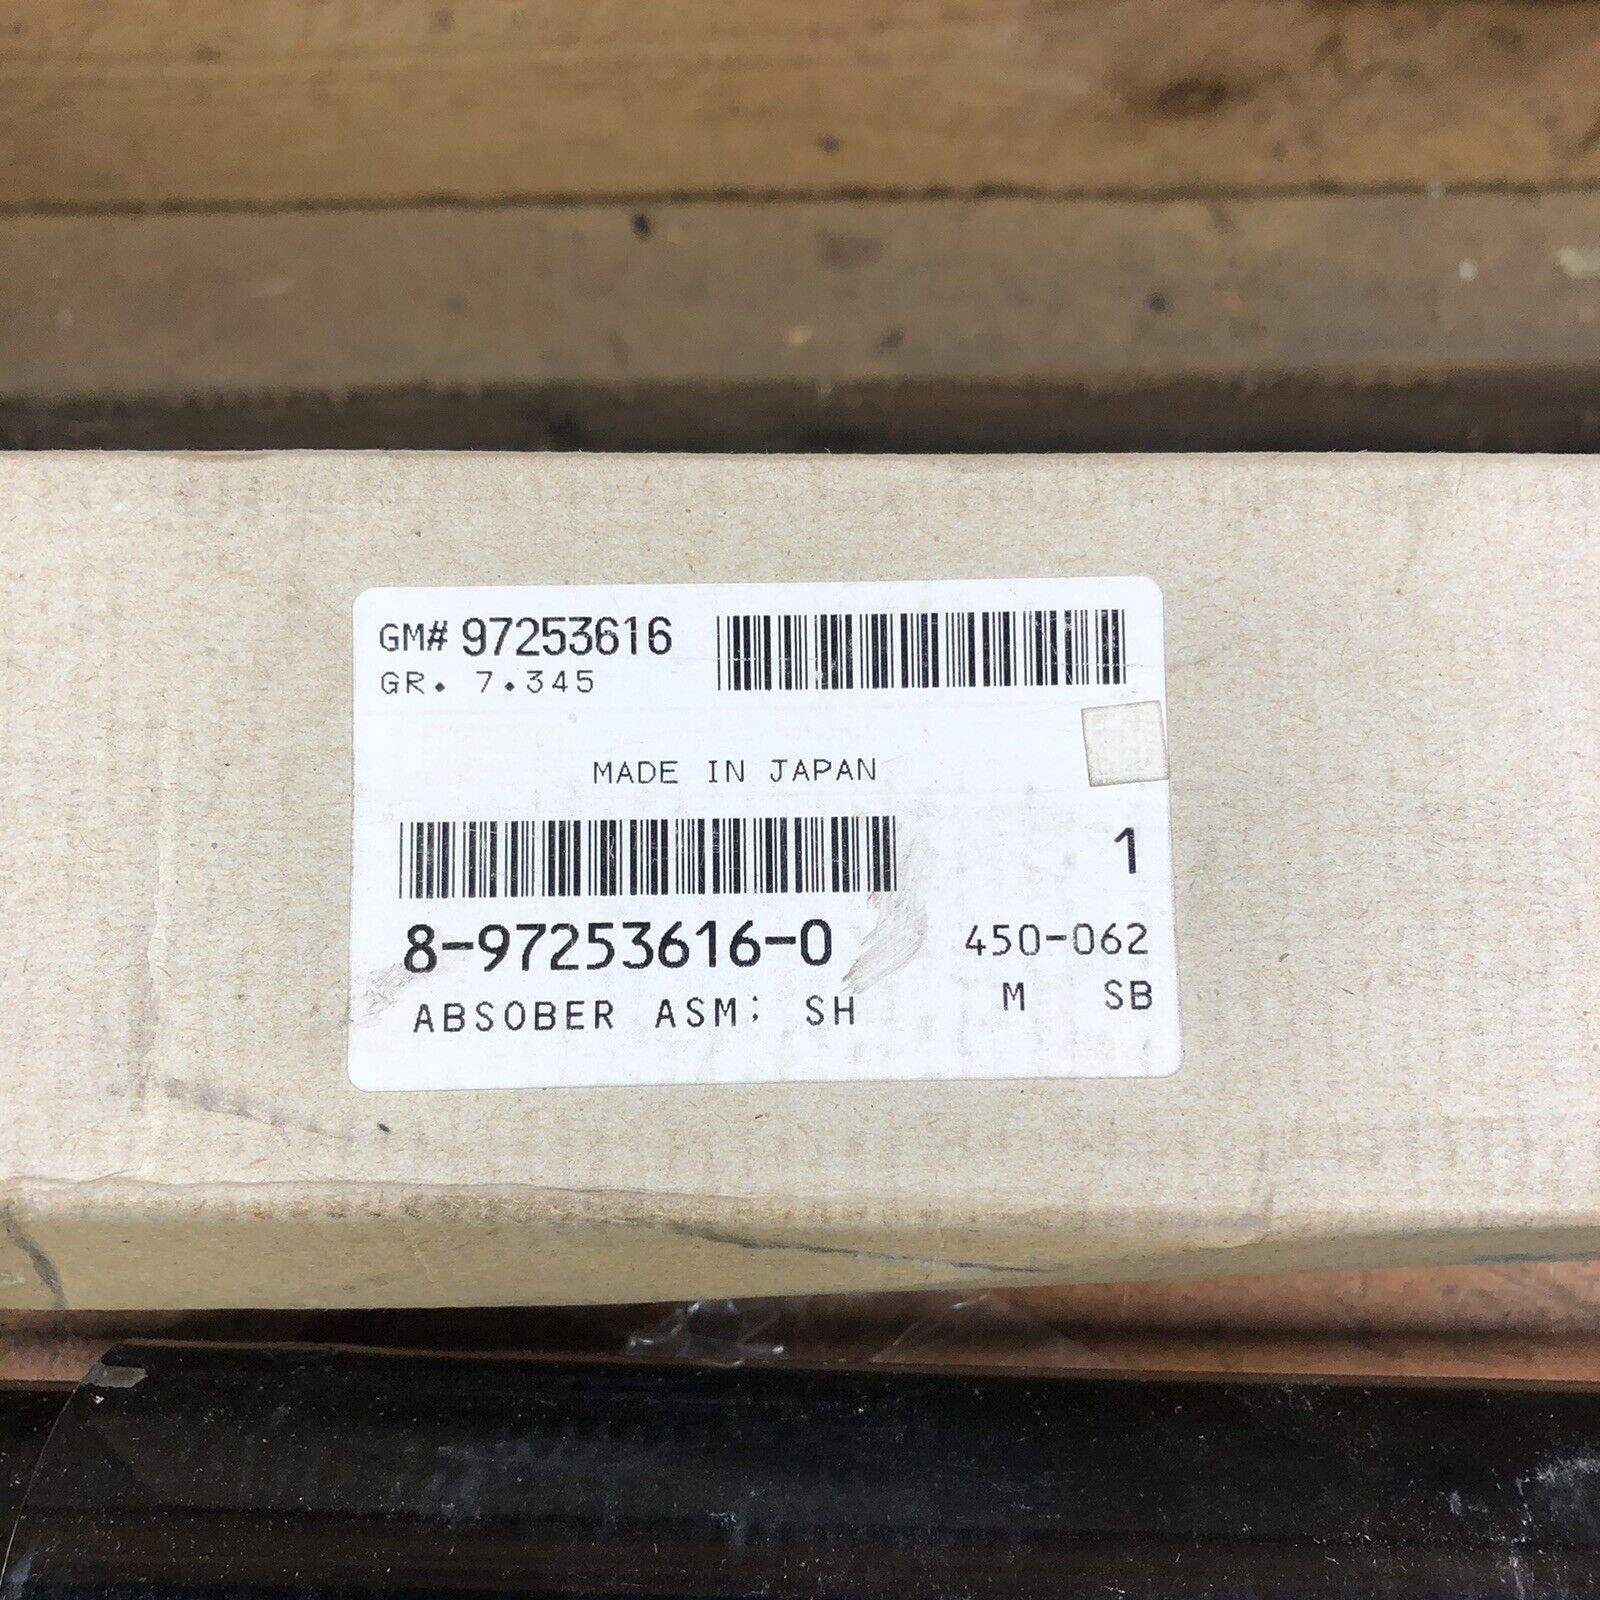 GM# 97253616
GR. 7.345
MADE IN JAPAN
1
8-97253616-0 450-062
ABSOBER ASM; SH M SB